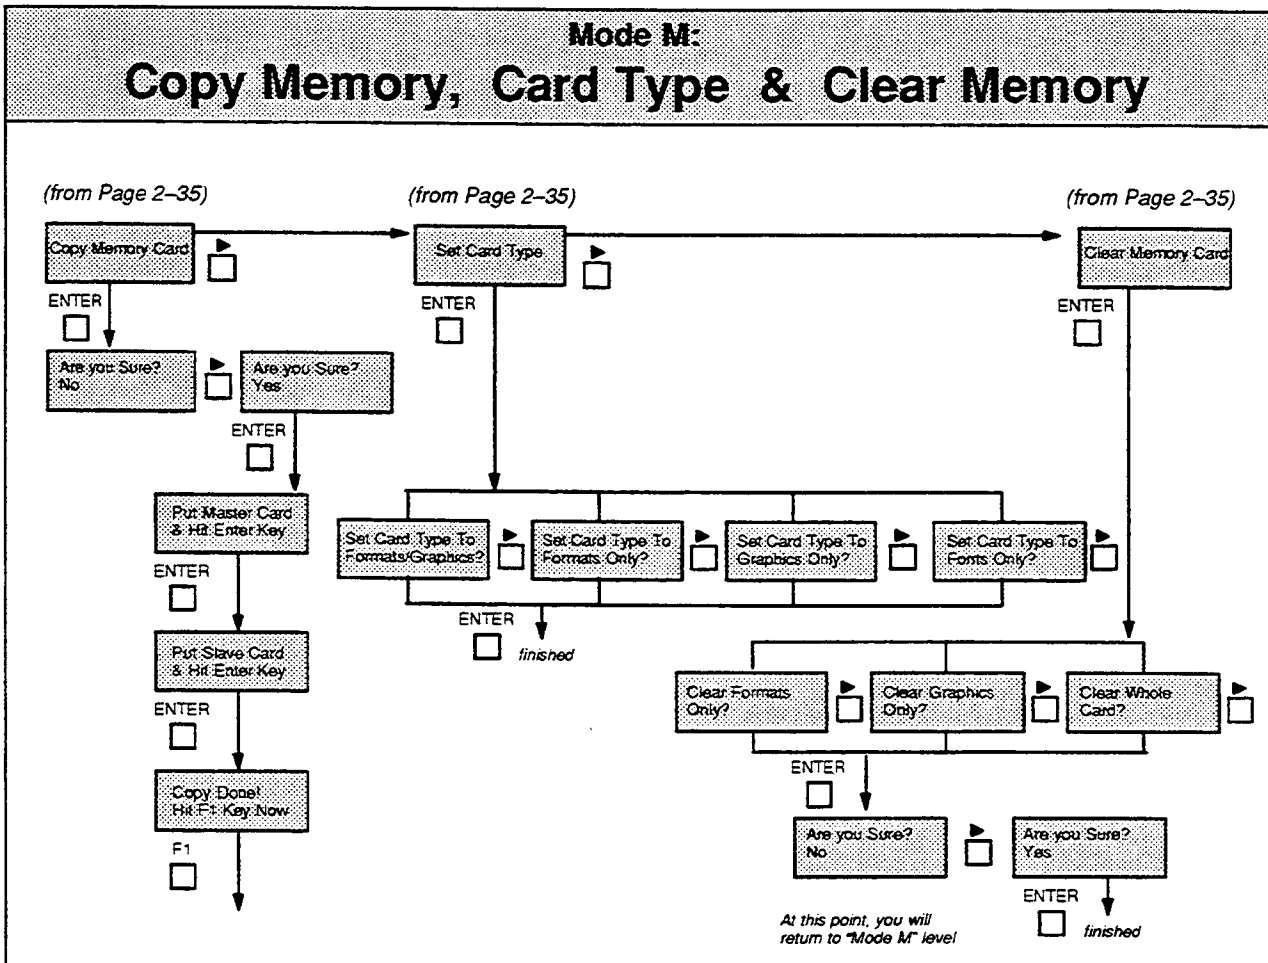 Mode M:
Copy Memory, Card Type & Clear Memory
(from Page 2–35)
(from Page 2–35)
(from Page 2–35)
Copy Memory Card
Set Card Type
Clear Memory Card
ENTER
ENTER
ENTER
Are you Sure?
No
Are you Sure?
Yes
ENTER
Put Master Card
& Hit Enter Key
ENTER
Put Slave Card
& Hit Enter Key
ENTER
Copy Done!
Hit F1 Key Now
F1
Set Card Type To
Formats/Graphics?
Set Card Type To
Formats Only?
Set Card Type To
Graphics Only?
Set Card Type To
Fonts Only?
ENTER
finished
Clear Formats
Only?
Clear Graphics
Only?
Clear Whole
Card?
ENTER
Are you Sure?
No
Are you Sure?
Yes
ENTER
finished
At this point, you will
return to "Mode M" level